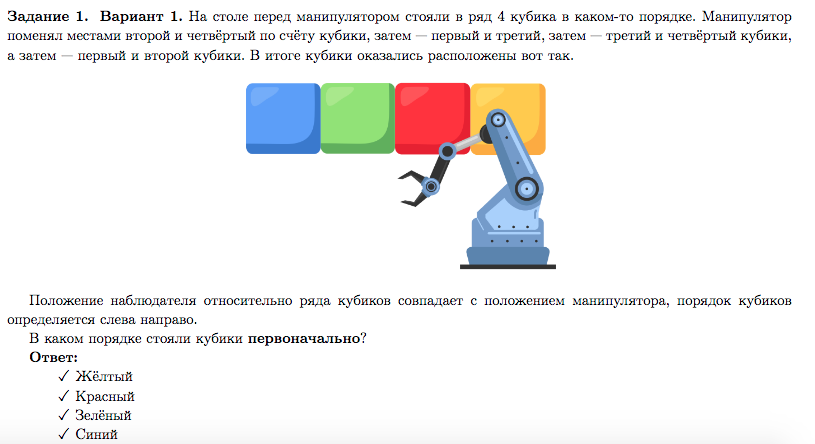 Задание 1. Вариант 1. На столе перед манипулятором стояли в ряд 4 кубика в каком-то порядке. Манипулятор
поменял местами второй и четвёртый по счёту кубики, затем — первый и третий, затем — третий и четвёртый кубики,
а затем — первый и второй кубики. В итоге кубики оказались расположены вот так.
Положение наблюдателя относительно ряда кубиков совпадает с положением манипулятора, порядок кубиков
определяется слева направо.
В каком порядке стояли кубики первоначально?
Ответ:
✓ Жёлтый
✓ Красный
✓ Зелёный
✓ Синий